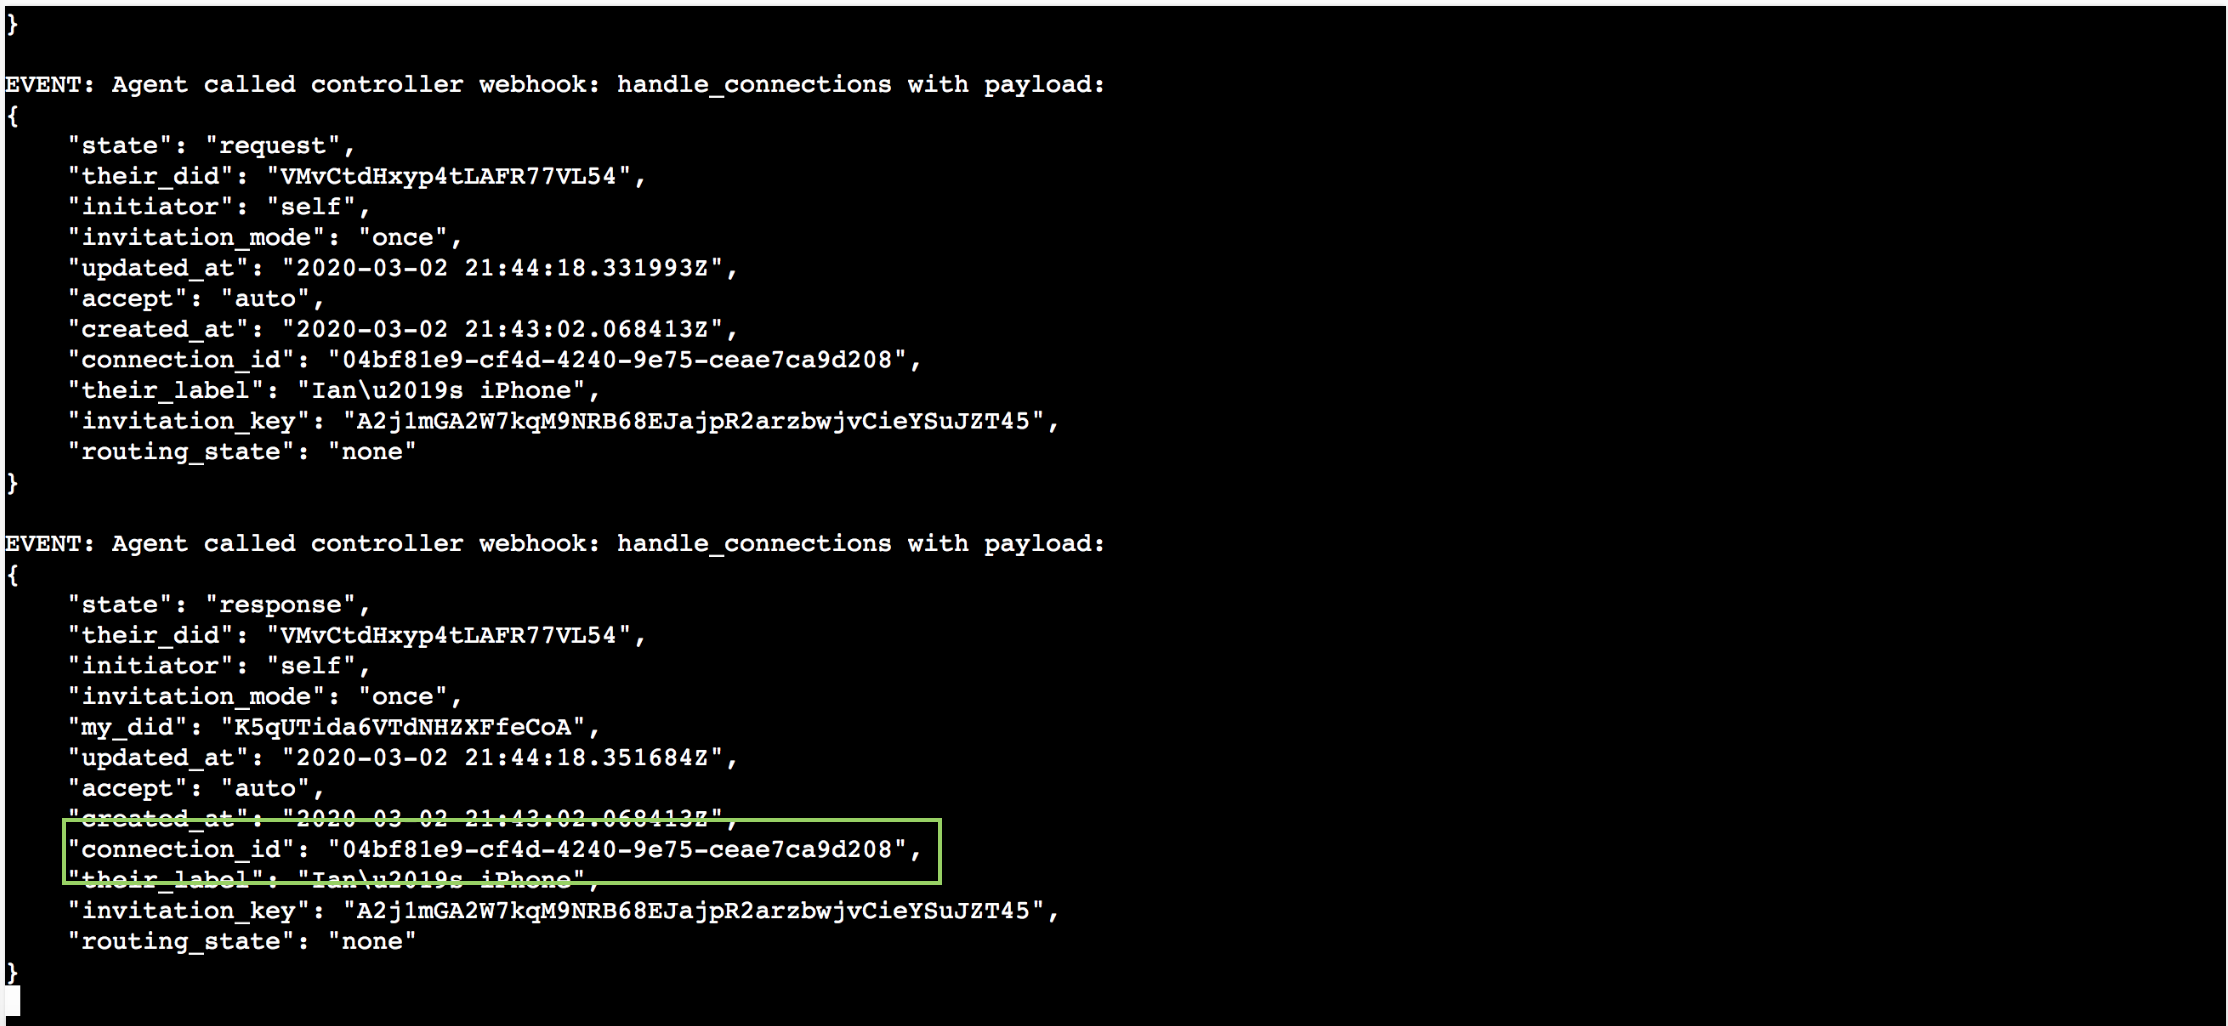 }
EVENT: Agent called controller webhook: handle_connections with payload:
{
    "state": "request",
    "their_did": "VMvCtdHxyp4tLAFR77VL54",
    "initiator": "self",
    "invitation_mode": "once",
    "updated_at": "2020-03-02 21:44:18.331993Z",
    "accept": "auto",
    "created_at": "2020-03-02 21:43:02.068413Z",
    "connection_id": "04bf81e9-cf4d-4240-9e75-ceae7ca9d208",
    "their_label": "Ian\u2019s iPhone",
    "invitation_key": "A2j1mGA2W7kqM9NRB68EJajpR2arzbwjvCieYSuJZT45",
    "routing_state": "none"
}
EVENT: Agent called controller webhook: handle_connections with payload:
{
    "state": "response",
    "their_did": "VMvCtdHxyp4tLAFR77VL54",
    "initiator": "self",
    "invitation_mode": "once",
    "my_did": "K5qUTida6VTdNHZXFfeCoA",
    "updated_at": "2020-03-02 21:44:18.351684Z",
    "accept": "auto",
    "created_at": "2020-03-02 21:43:02.068413Z",
    "connection_id": "04bf81e9-cf4d-4240-9e75-ceae7ca9d208",
    "their_label": "Ian\u2019s iPhone",
    "invitation_key": "A2j1mGA2W7kqM9NRB68EJajpR2arzbwjvCieYSuJZT45",
    "routing_state": "none"
}